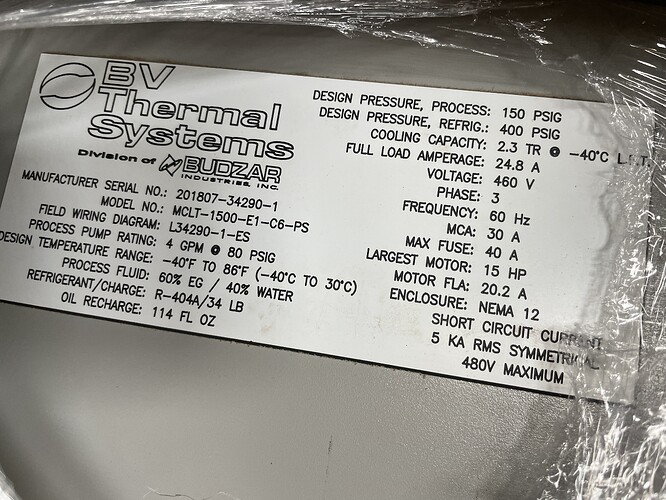 BV
Thermal
Systems
Division of BUDZAR
INDUSTRIES, INC.
MANUFACTURER SERIAL NO.: 201807-34290-1
MODEL NO.: MCLT-1500-E1-C6-PS
FIELD WIRING DIAGRAM: L34290-1-ES
PROCESS PUMP RATING: 4 GPM @ 80 PSIG
DESIGN TEMPERATURE RANGE: -40°F TO 86°F (-40°C TO 30°C)
PROCESS FLUID: 60% EG / 40% WATER
REFRIGERANT/CHARGE: R-404A/34 LB
OIL RECHARGE: 114 FL OZ
DESIGN PRESSURE, PROCESS: 150 PSIG
DESIGN PRESSURE, REFRIG.: 400 PSIG
COOLING CAPACITY: 2.3 TR @ -40°C L.F.T.
FULL LOAD AMPERAGE: 24.8 A
VOLTAGE: 460 V
PHASE: 3
FREQUENCY: 60 Hz
MCA: 30 A
MAX FUSE: 40 A
LARGEST MOTOR: 15 HP
MOTOR FLA: 20.2 A
ENCLOSURE: NEMA 12
SHORT CIRCUIT CURRENT
5 KA RMS SYMMETRICAL
480V MAXIMUM